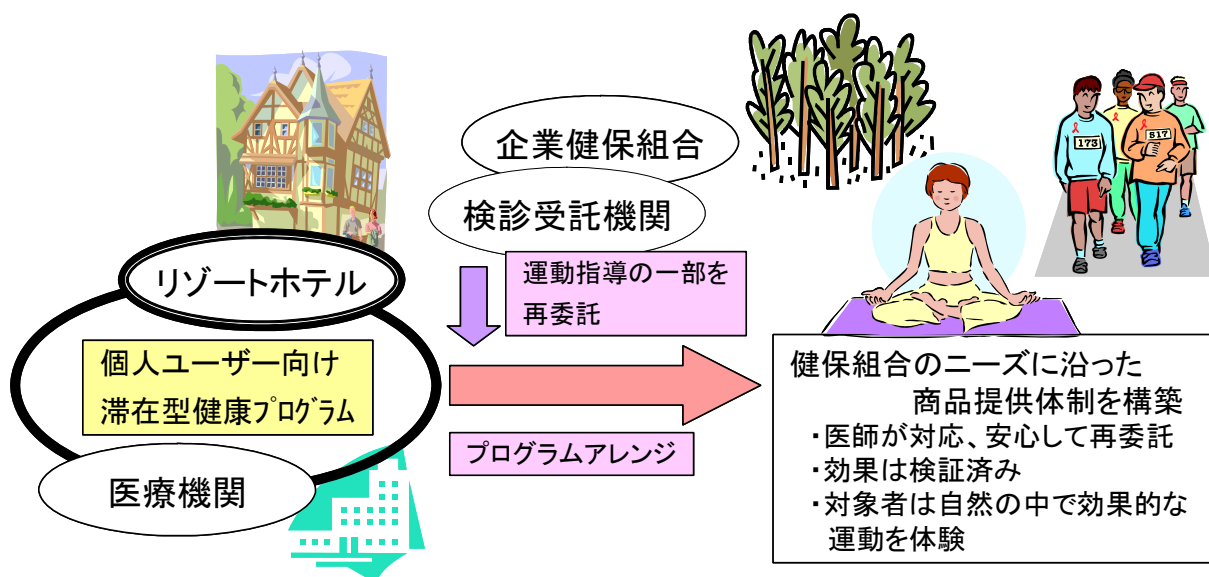 企業健保組合
検診受託機関
運動指導の一部を
再委託
リゾートホテル
個人ユーザー向け
滞在型健康プログラム
医療機関
プログラムアレンジ
173
517
健保組合のニーズに沿った
商品提供体制を構築
・医師が対応、安心して再委託
・効果は検証済み
・対象者は自然の中で効果的な
運動を体験